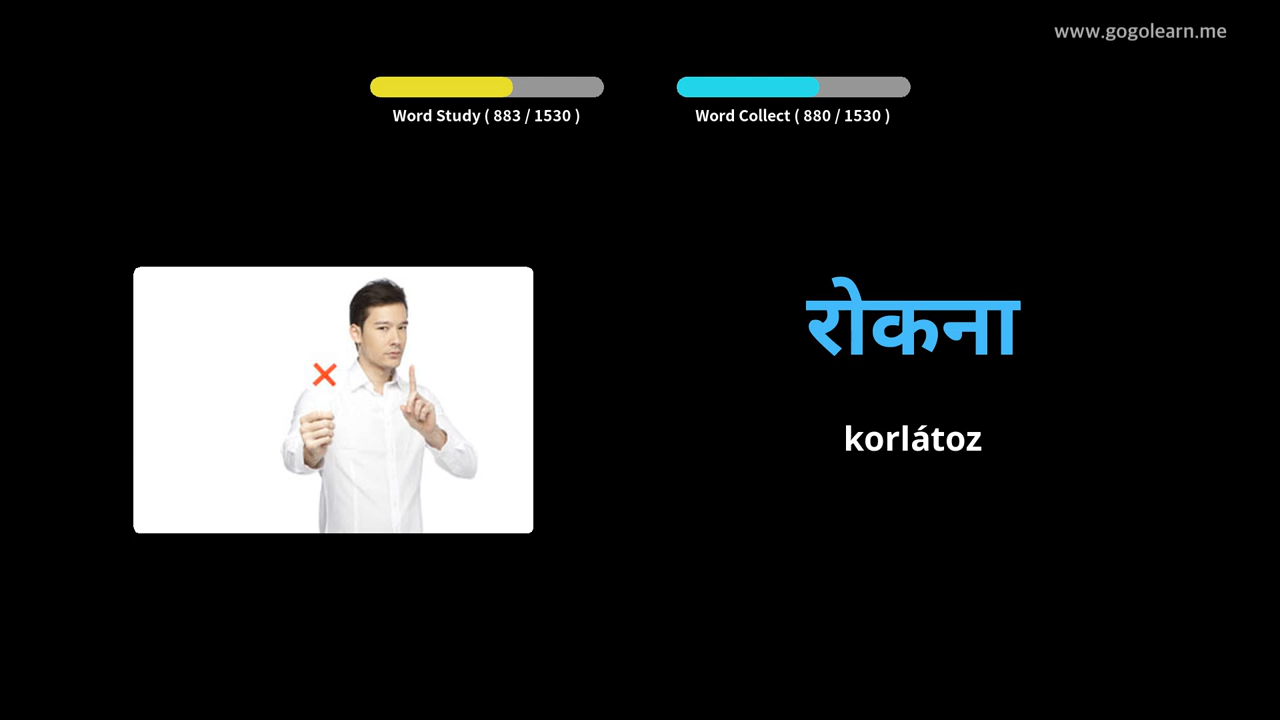 www.gogolearn.me
Word Study ( 883 / 1530 )
Word Collect ( 880 / 1530 )
रोकना
korlátoz